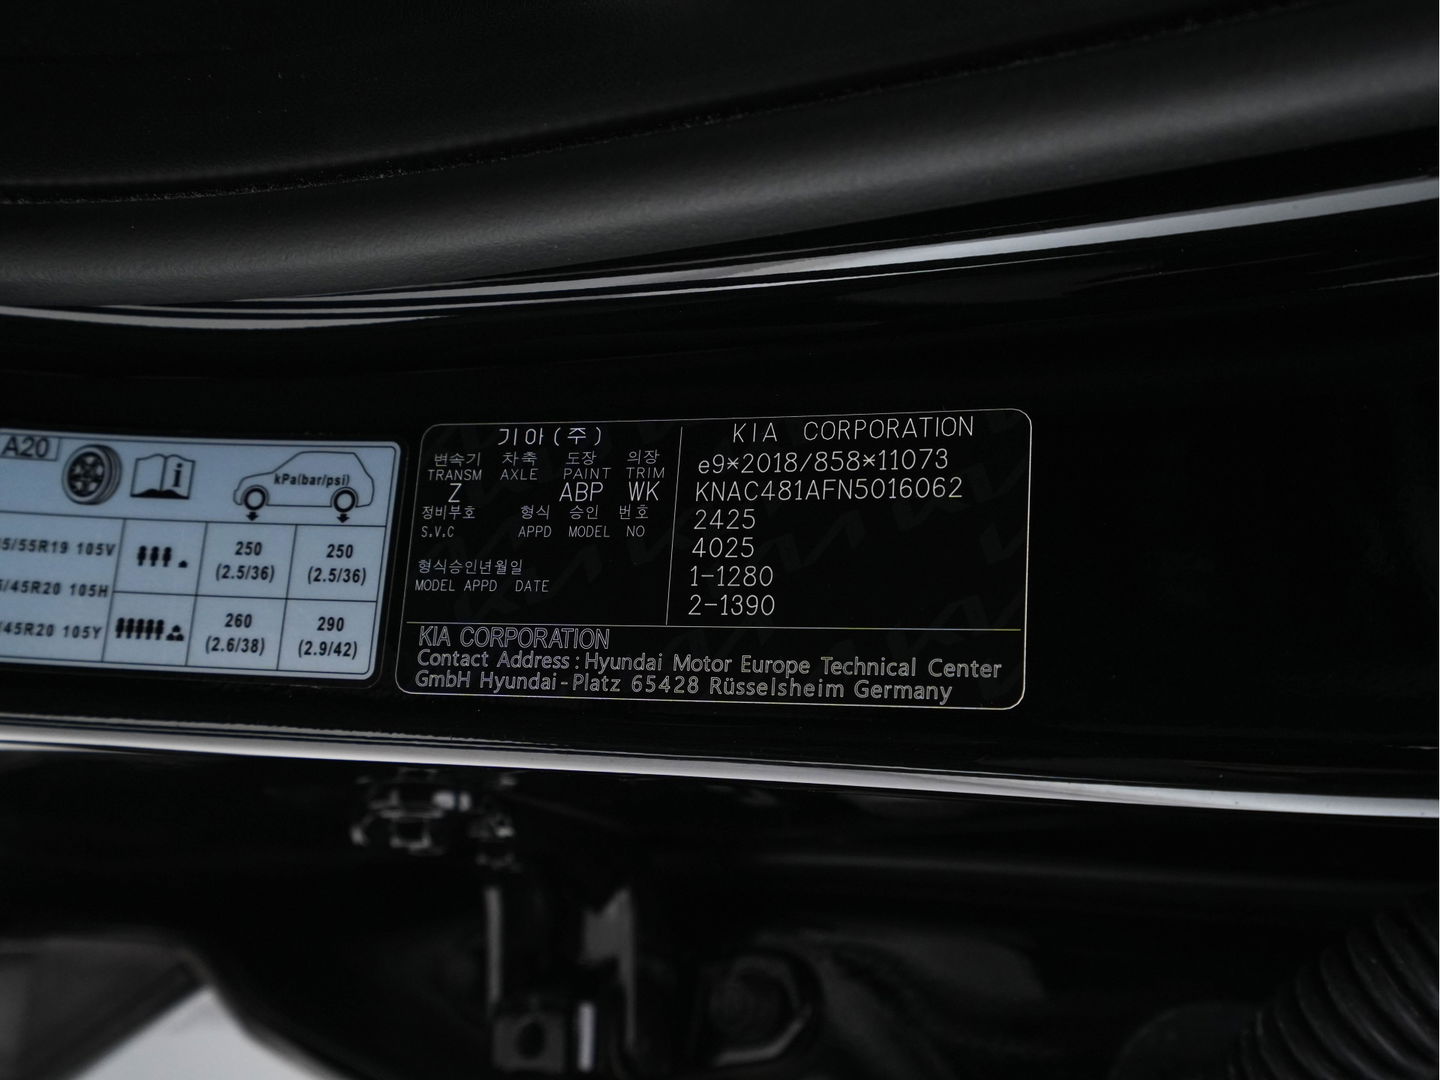 A20
kPa(bar/psi)
5/55R19 105V 250 (2.5/36) 250 (2.5/36)
/45R20 105H
/45R20 105Y 260 (2.6/38) 290 (2.9/42)
기아(주)
변속기 차축 도장 의장
TRANSM AXLE PAINT TRIM
Z ABP WK
정비부호 형식 승인 번호
S.V.C APPD MODEL NO
형식승인년월일
MODEL APPD DATE
KIA CORPORATION
e9*2018/858*11073
KNAC481AFN5016062
2425
4025
1-1280
2-1390
KIA CORPORATION
Contact Address : Hyundai Motor Europe Technical Center
GmbH Hyundai-Platz 65428 Rüsselsheim Germany